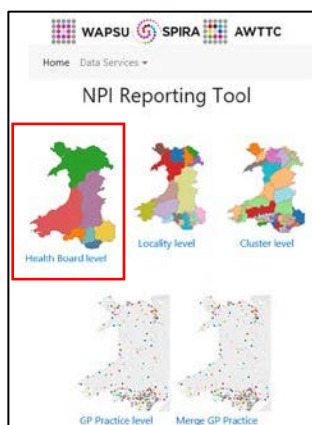 WAPSU SPIRA AWTTC
Home Data Services
NPI Reporting Tool
Health Board level Locality level Cluster level
GP Practice level Merge GP Practice